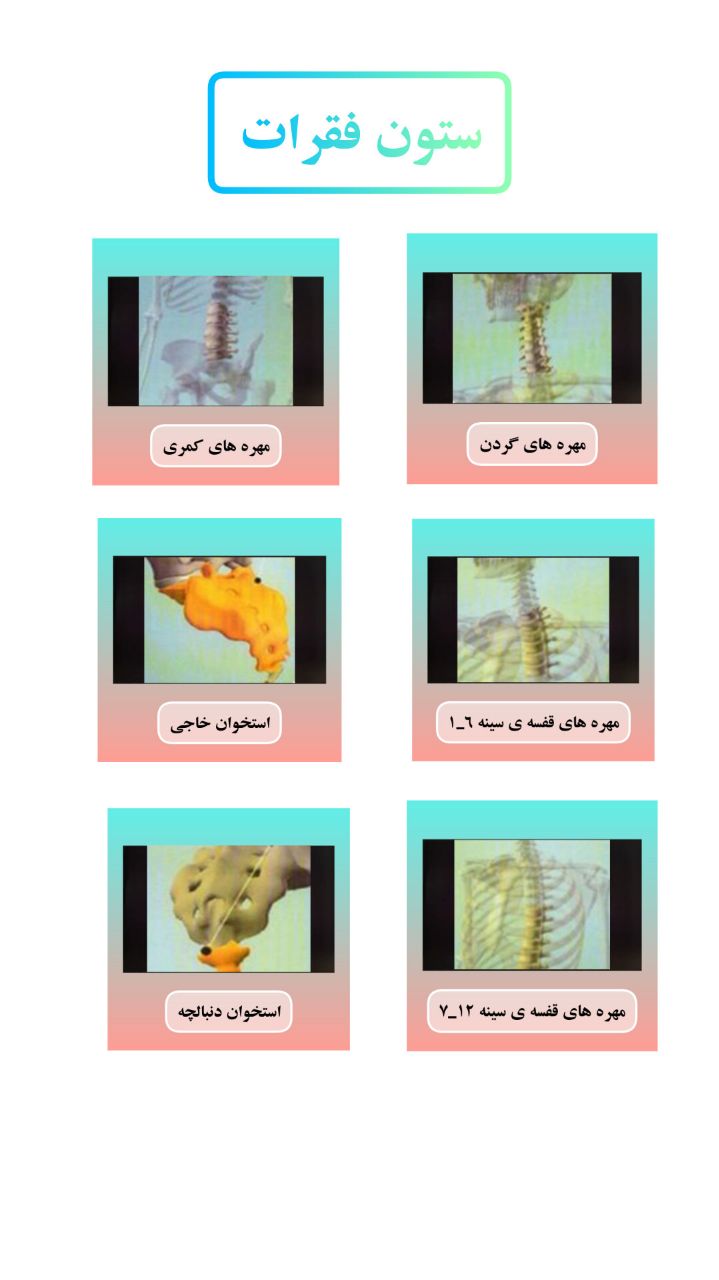 ستون فقرات
مهره های گردن
مهره های کمری
مهره های قفسه ی سینه ۶_۱
استخوان خاجی
مهره های قفسه ی سینه ۱۲_۷
استخوان دنبالچه